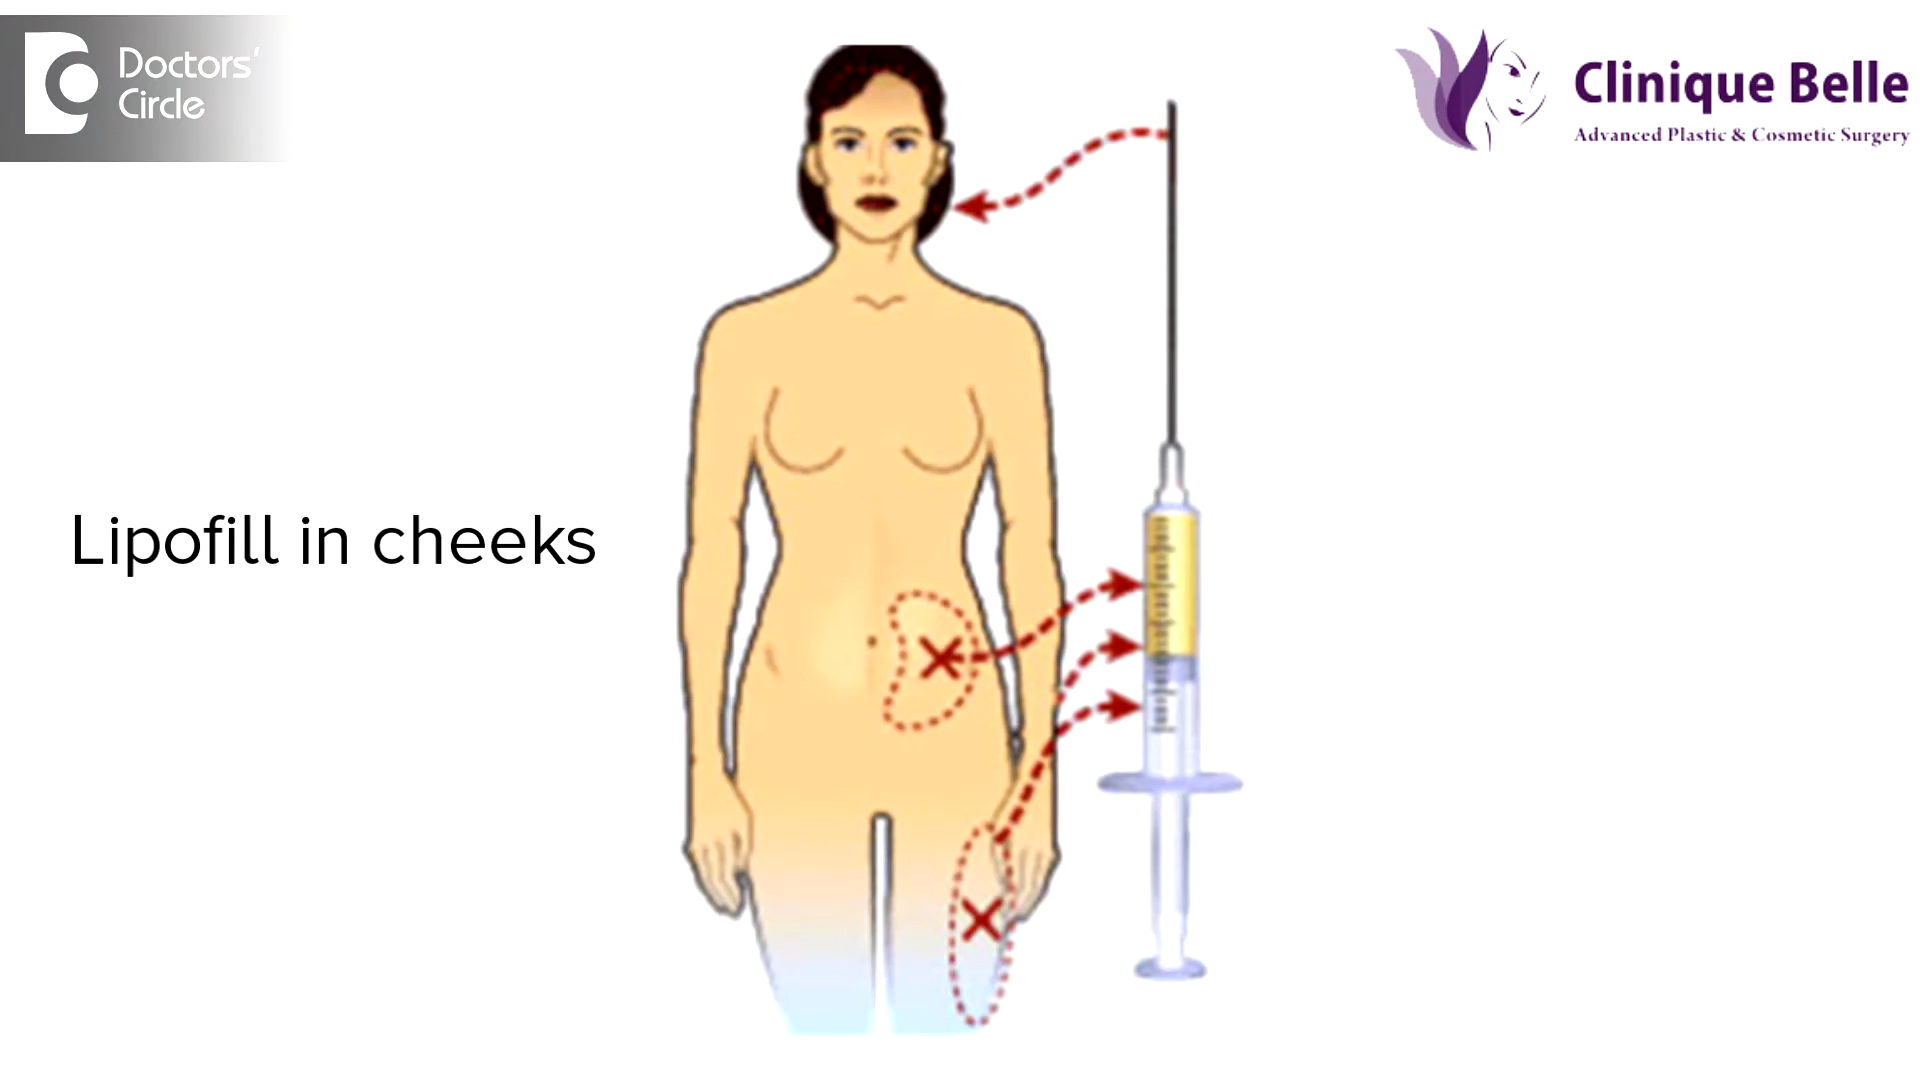 Doctors'
Circle
Clinique Belle
Advanced Plastic & Cosmetic Surgery
Lipofill in cheeks